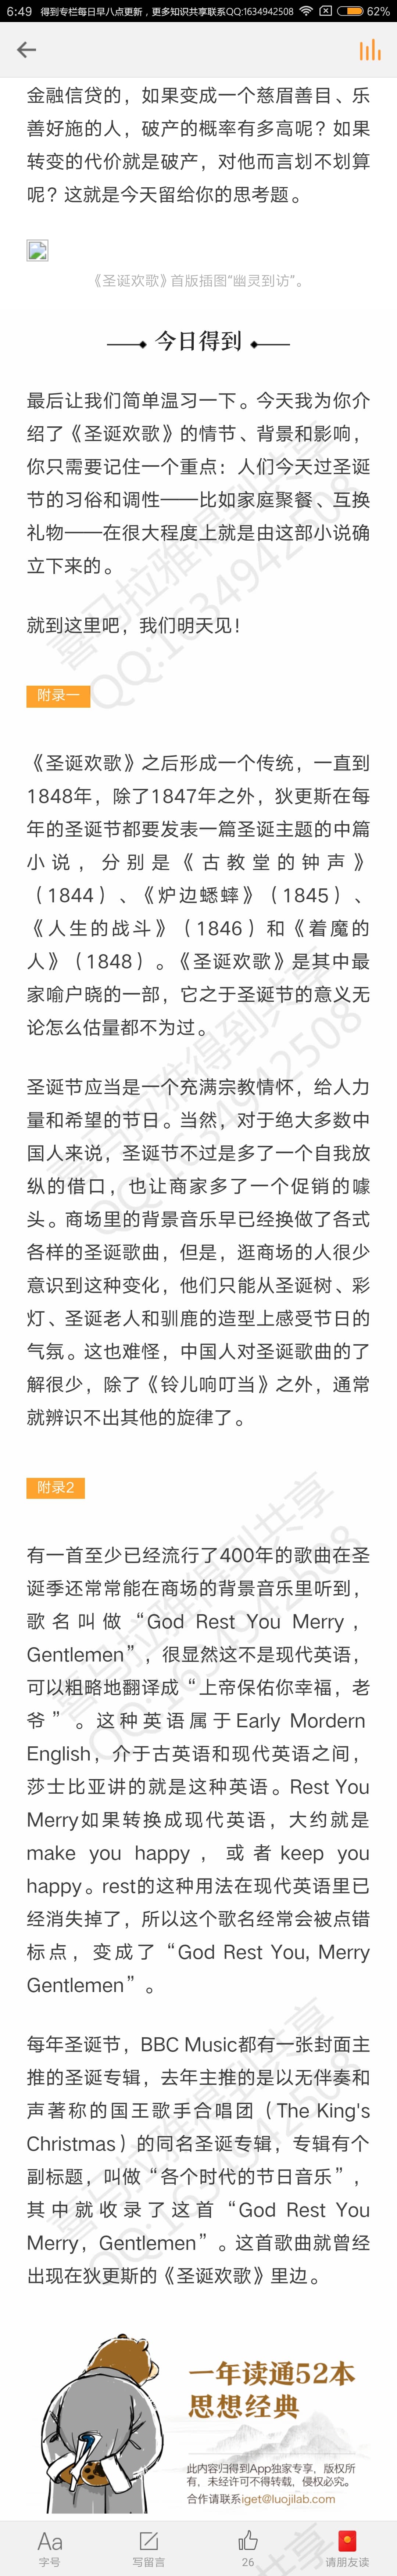 6:49 得到专栏每日早八点更新，更多知识共享联系QQ:1634942508 62%
金融信贷的，如果变成一个慈眉善目、乐
善好施的人，破产的概率有多高呢？如果
转变的代价就是破产，对他而言划不划算
呢？这就是今天留给你的思考题。
《圣诞欢歌》首版插图“幽灵到访”。
今日得到
最后让我们简单温习一下。今天我为你介
绍了《圣诞欢歌》的情节、背景和影响，
你只需要记住一个重点：人们今天过圣诞
节的习俗和调性——比如家庭聚餐、互换
礼物——在很大程度上就是由这部小说确
立下来的。
就到这里吧，我们明天见！
附录一
《圣诞欢歌》之后形成一个传统，一直到
1848年，除了1847年之外，狄更斯在每
年的圣诞节都要发表一篇圣诞主题的中篇
小说，分别是《古教堂的钟声》
（1844）、《炉边蟋蟀》（1845）、
《人生的战斗》（1846）和《着魔的
人》（1848）。《圣诞欢歌》是其中最
家喻户晓的一部，它之于圣诞节的意义无
论怎么估量都不为过。
圣诞节应当是一个充满宗教情怀，给人力
量和希望的节日。当然，对于绝大多数中
国人来说，圣诞节不过是多了一个自我放
纵的借口，也让商家多了一个促销的噱
头。商场里的背景音乐早已经换做了各式
各样的圣诞歌曲，但是，逛商场的人很少
意识到这种变化，他们只能从圣诞树、彩
灯、圣诞老人和驯鹿的造型上感受节日的
气氛。这也难怪，中国人对圣诞歌曲的了
解很少，除了《铃儿响叮当》之外，通常
就辨识不出其他的旋律了。
附录2
有一首至少已经流行了400年的歌曲在圣
诞季还常常能在商场的背景音乐里听到，
歌名叫做“God Rest You Merry，
Gentlemen”，很显然这不是现代英语，
可以粗略地翻译成“上帝保佑你幸福，老
爷”。这种英语属于Early Mordern
English，介于古英语和现代英语之间，
莎士比亚讲的就是这种英语。Rest You
Merry如果转换成现代英语，大约就是
make you happy，或者keep you
happy。rest的这种用法在现代英语里已
经消失掉了，所以这个歌名经常会被点错
标点，变成了“God Rest You, Merry
Gentlemen”。
每年圣诞节，BBC Music都有一张封面主
推的圣诞专辑，去年主推的是以无伴奏和
声著称的国王歌手合唱团（The King's
Christmas）的同名圣诞专辑，专辑有个
副标题，叫做“各个时代的节日音乐”，
其中就收录了这首“God Rest You
Merry，Gentlemen”。这首歌曲就曾经
出现在狄更斯的《圣诞欢歌》里边。
一年读通52本
思想经典
此内容归得到App独家专享，版权所
有，未经许可不得转载，侵权必究。
合作请联系iget@luojilab.com
Aa
字号
写留言
26
请朋友读
喜马拉雅得到共享
QQ:1634942508
喜马拉雅得到共享
QQ:1634942508
喜马拉雅得到共享
QQ:1634942508
喜马拉雅得到共享
QQ:1634942508